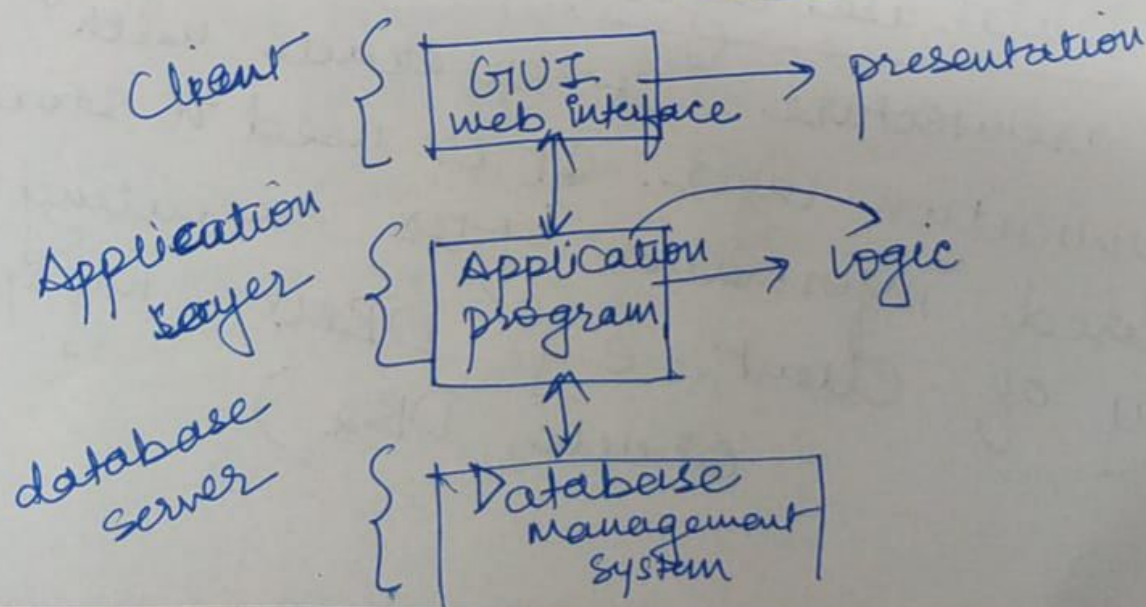 Client
GUI
web interface
presentation
Application
layer
Application
program
logic
database
server
Database
Management
System